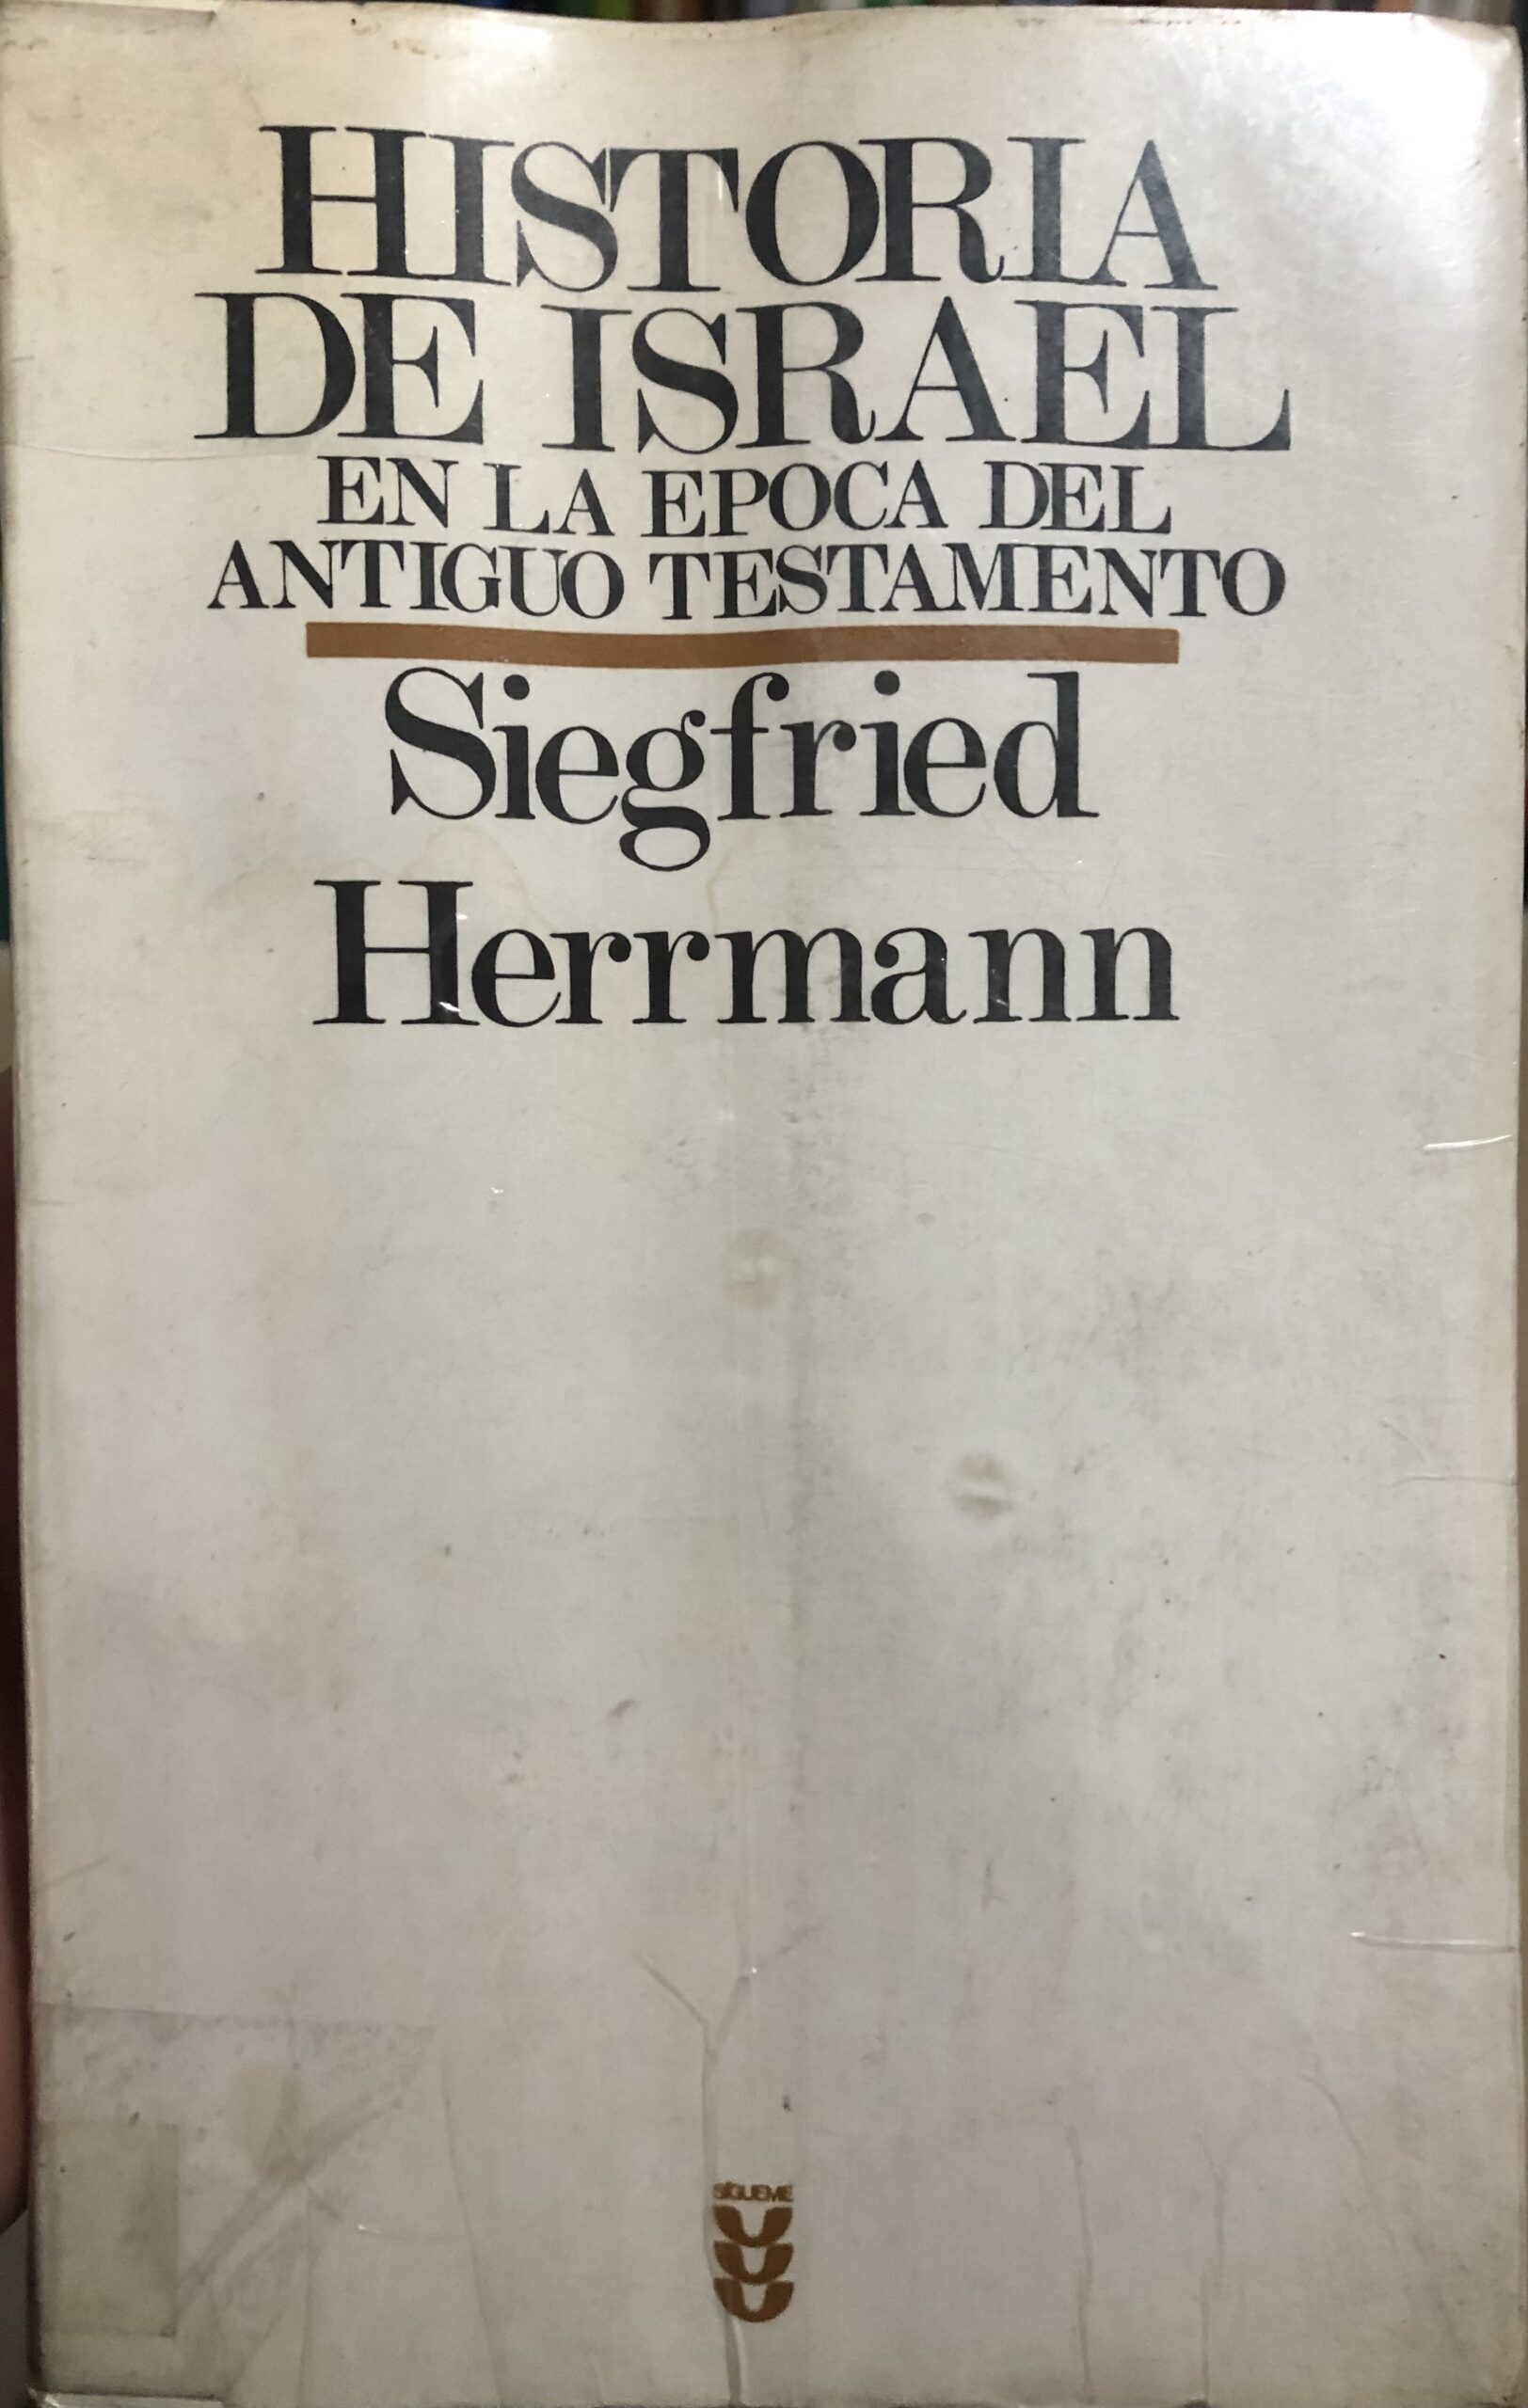 HISTORIA
DE ISRAEL
EN LA EPOCA DEL
ANTIGUO TESTAMENTO
Siegfried
Herrmann
SÍGUEME